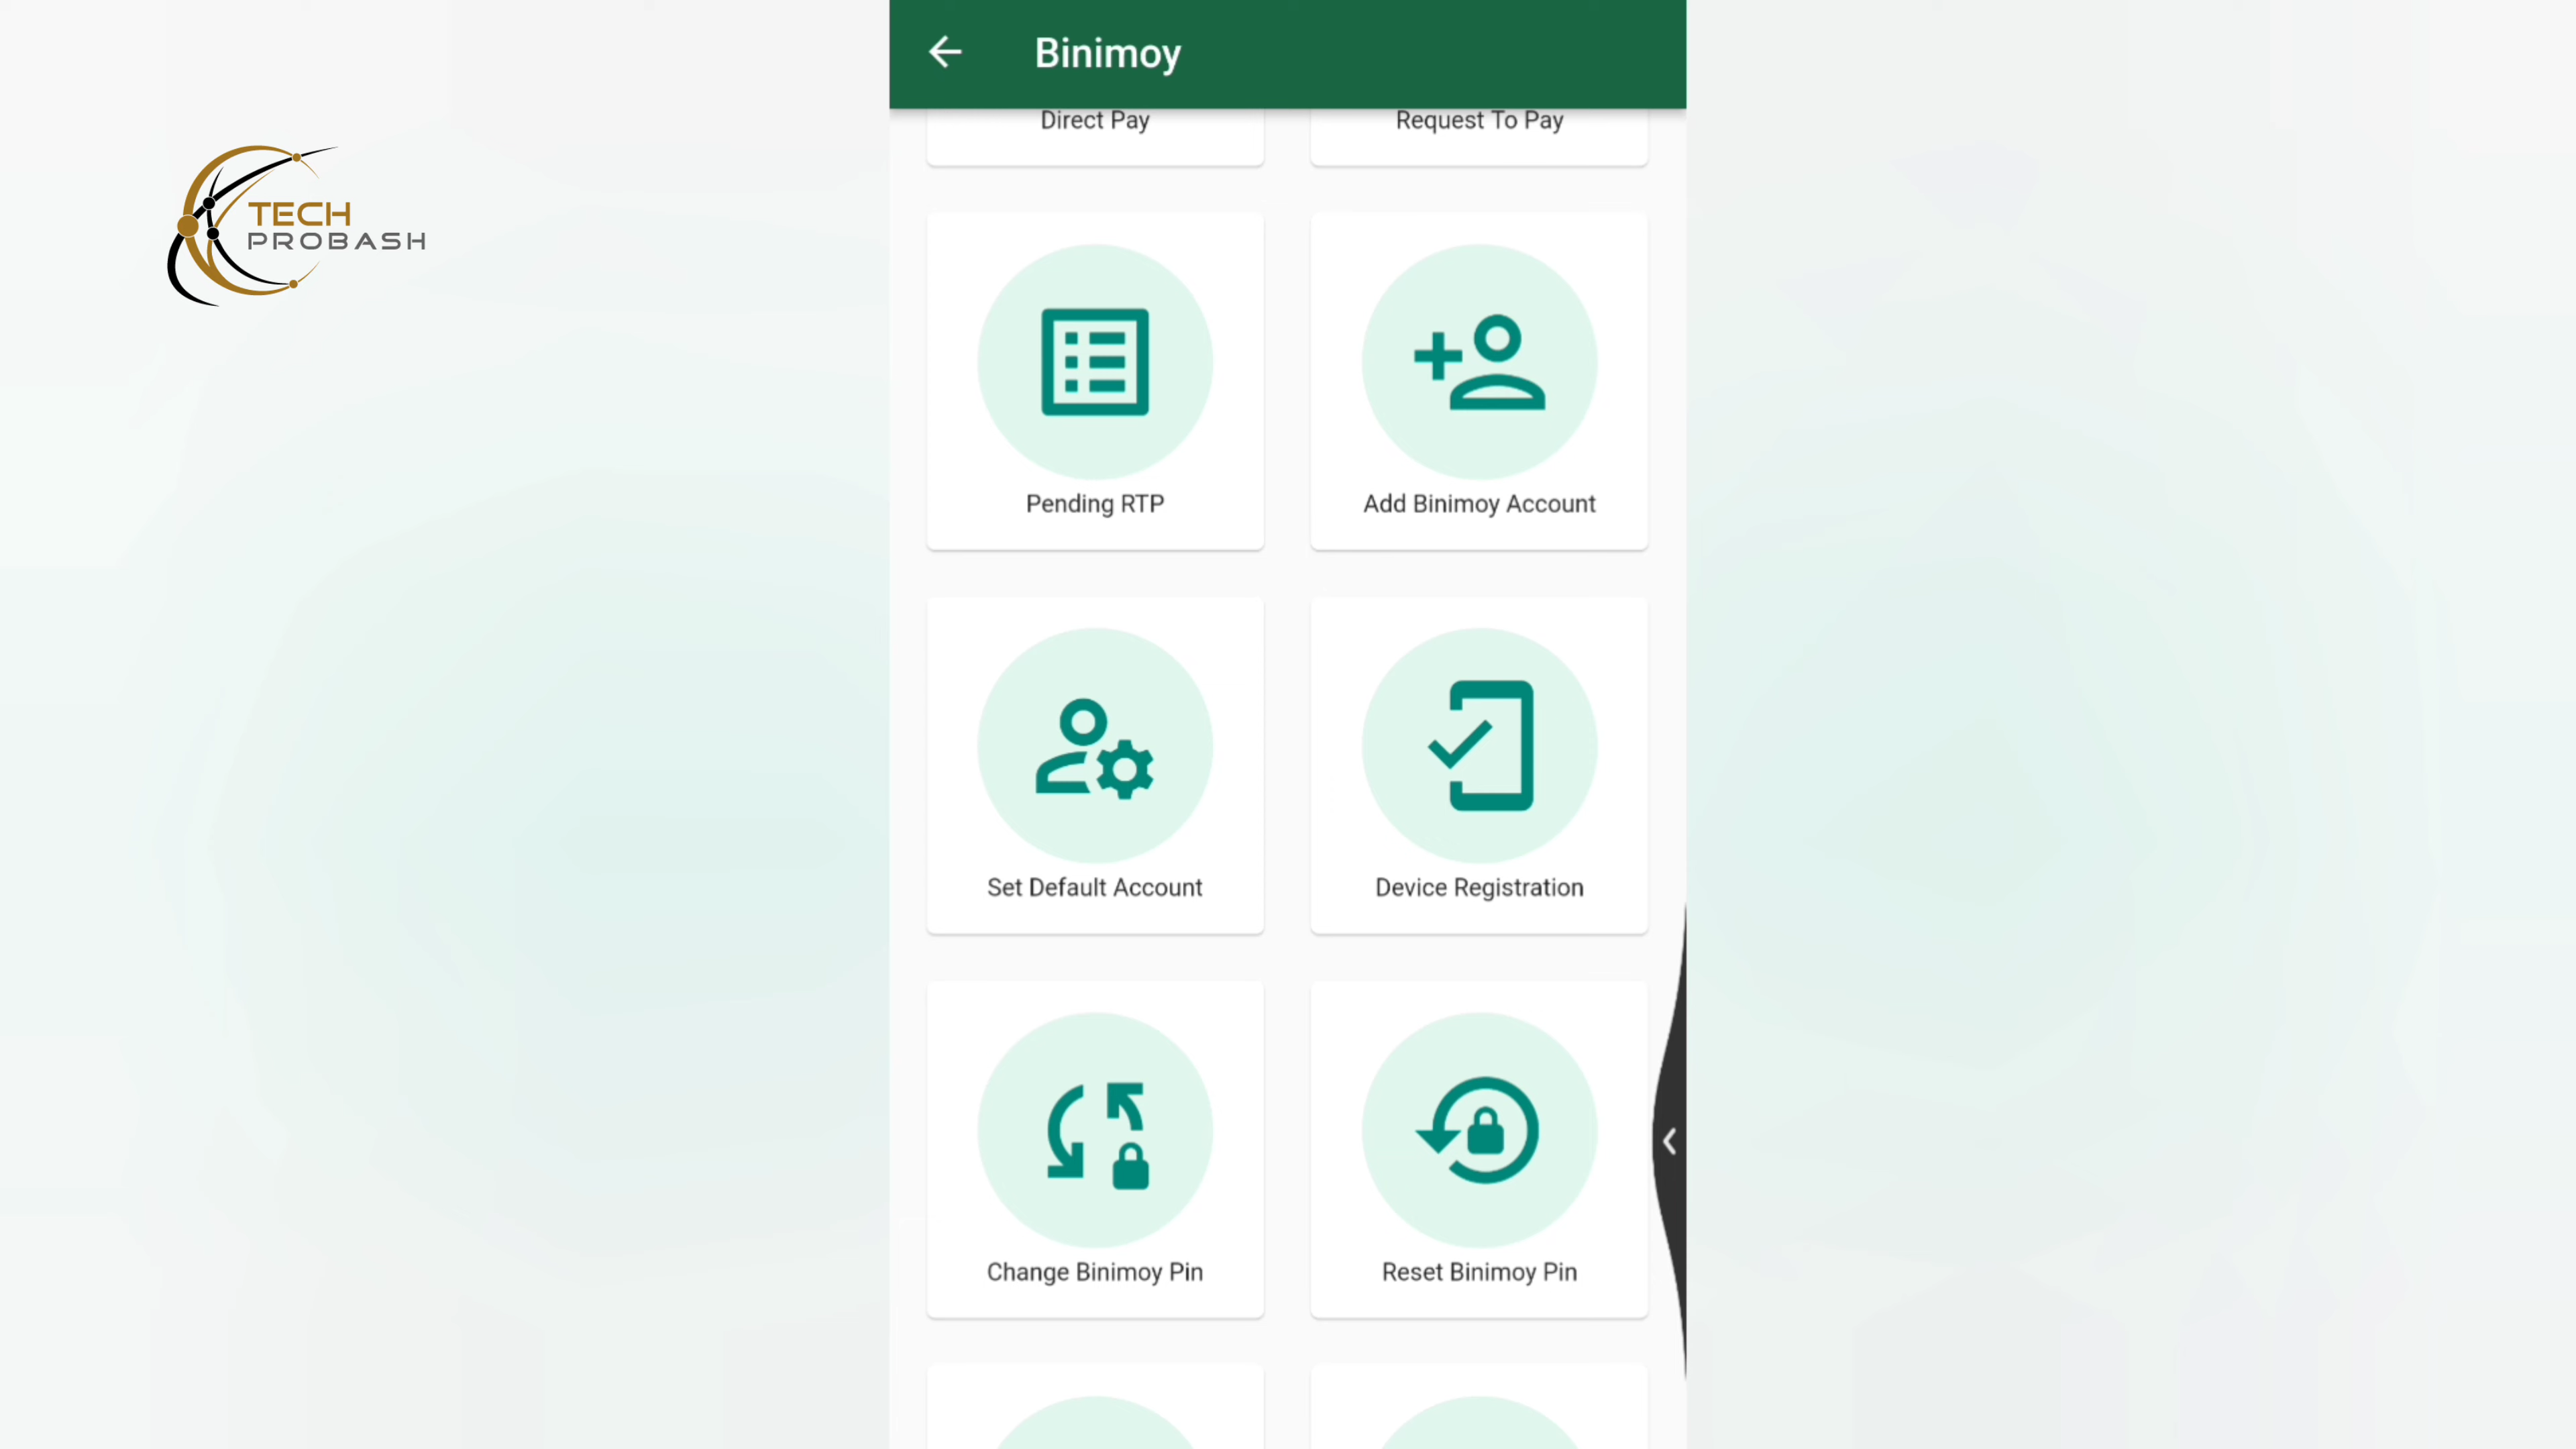 Binimoy
TECH
PROBASH
Direct Pay
Request To Pay
Pending RTP
Add Binimoy Account
Set Default Account
Device Registration
Change Binimoy Pin
Reset Binimoy Pin